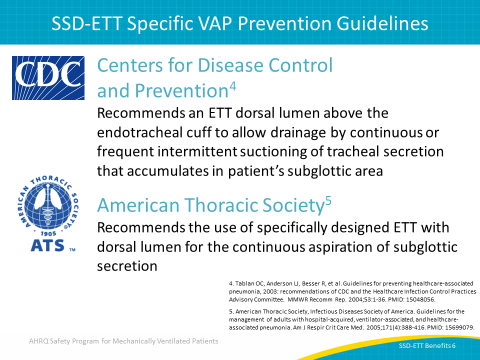 SSD-ETT Specific VAP Prevention Guidelines
CDC
Centers for Disease Control
and Prevention4
Recommends an ETT dorsal lumen above the
endotracheal cuff to allow drainage by continuous or
frequent intermittent suctioning of tracheal secretion
that accumulates in patient's subglottic area
AMERICAN THORACIC SOCIETY
• 1905 •
ATS™
American Thoracic Society5
Recommends the use of specifically designed ETT with
dorsal lumen for the continuous aspiration of subglottic
secretion
4. Tablan OC, Anderson LJ, Besser R, et al. Guidelines for preventing healthcare-associated
pneumonia, 2003: recommendations of CDC and the Healthcare Infection Control Practices
Advisory Committee. MMWR Recomm Rep. 2004;53:1-36. PMID: 15048056.
5. American Thoracic Society, Infectious Diseases Society of America. Guidelines for the
management of adults with hospital-acquired, ventilator-associated, and healthcare-
associated pneumonia. Am J Respir Crit Care Med. 2005;171(4):388-416. PMID: 15699079.
AHRQ Safety Program for Mechanically Ventilated Patients
SSD-ETT Benefits 6